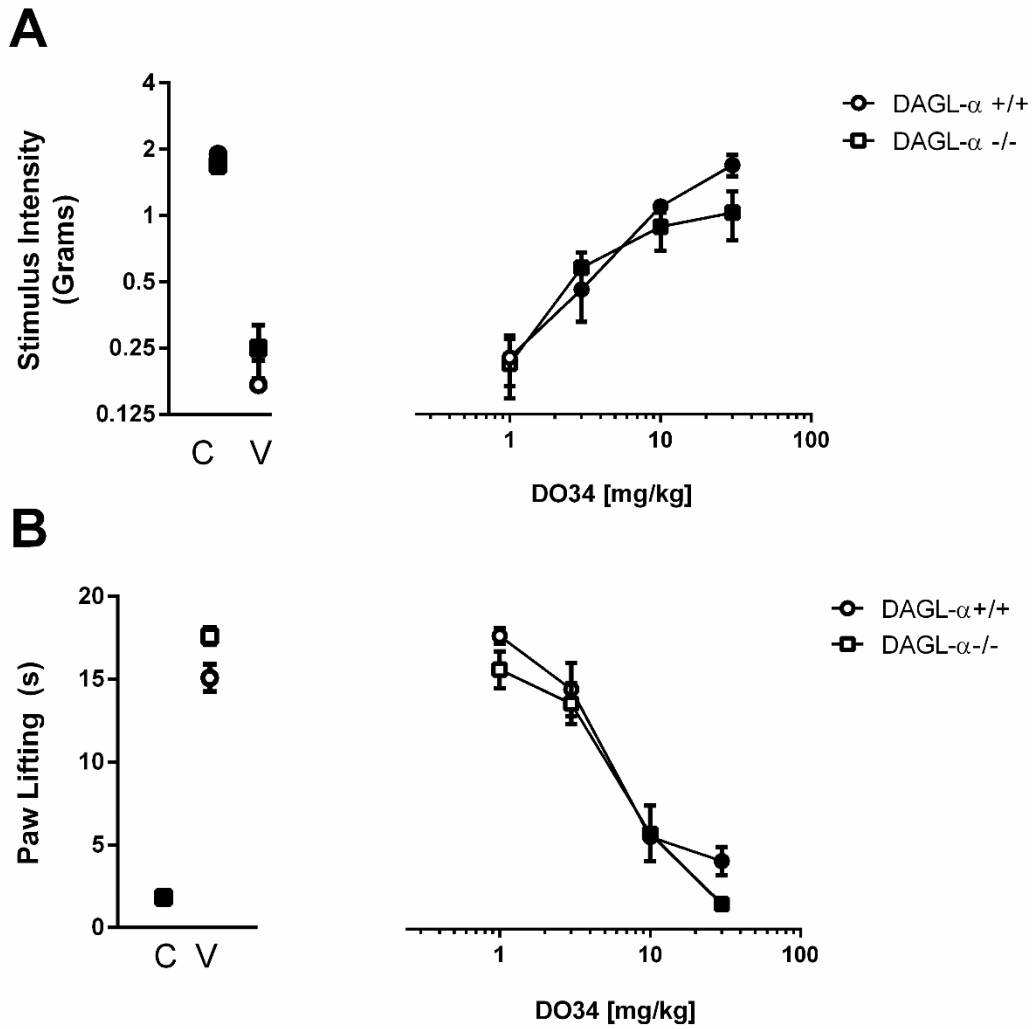 A
Stimulus Intensity
(Grams)
4
2
1
0.5
0.25
0.125
C V
1 10 100
DO34 [mg/kg]
DAGL-α +/+
DAGL-α -/-
B
Paw Lifting (s)
20
15
10
5
0
C V
1 10 100
DO34 [mg/kg]
DAGL-α+/+
DAGL-α-/-